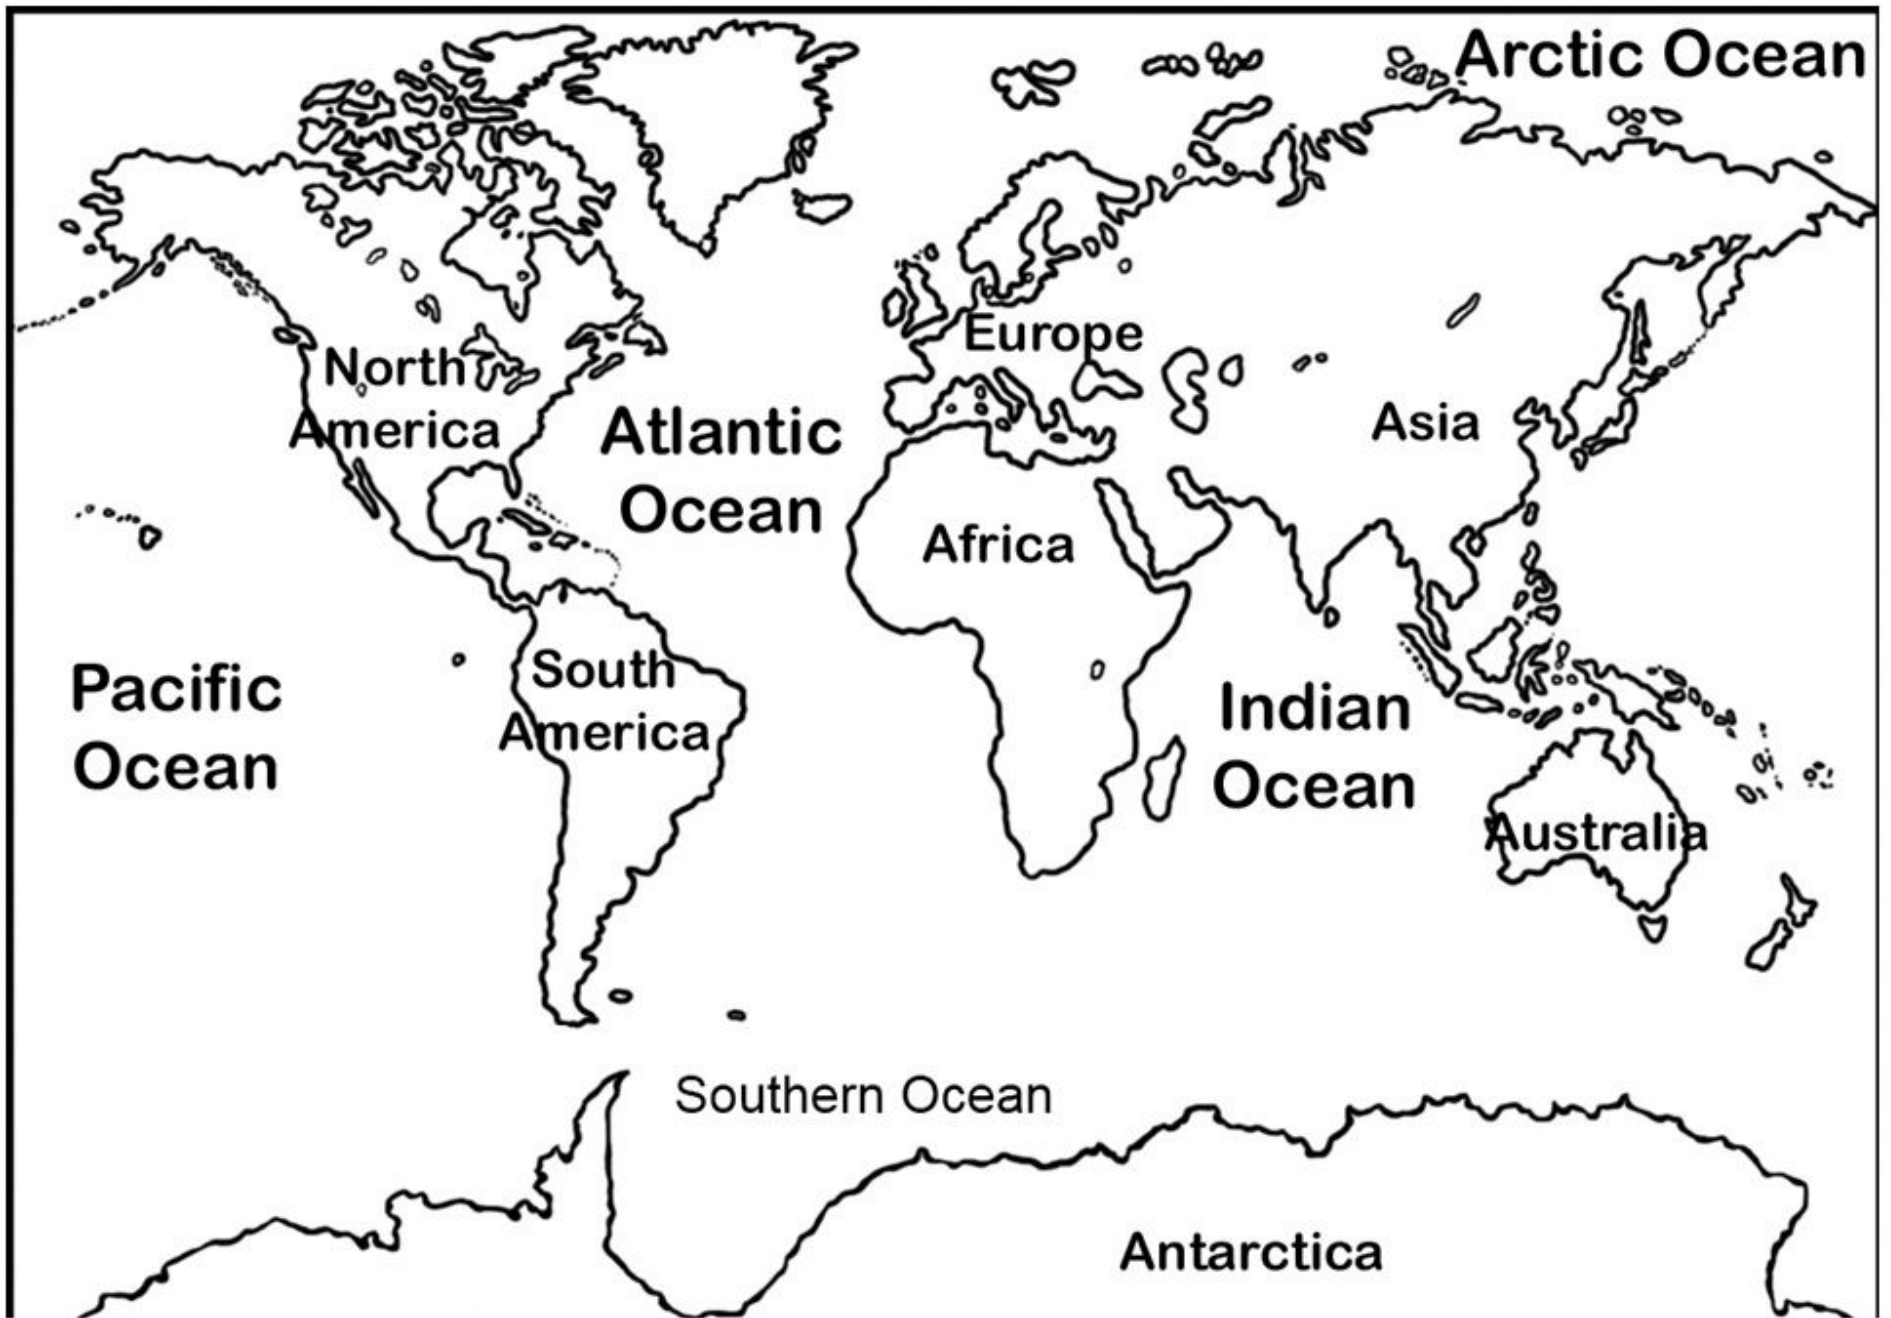 Arctic Ocean
North
America
Europe
Asia
Atlantic
Ocean
Africa
Pacific
Ocean
South
America
Indian
Ocean
Australia
Southern Ocean
Antarctica